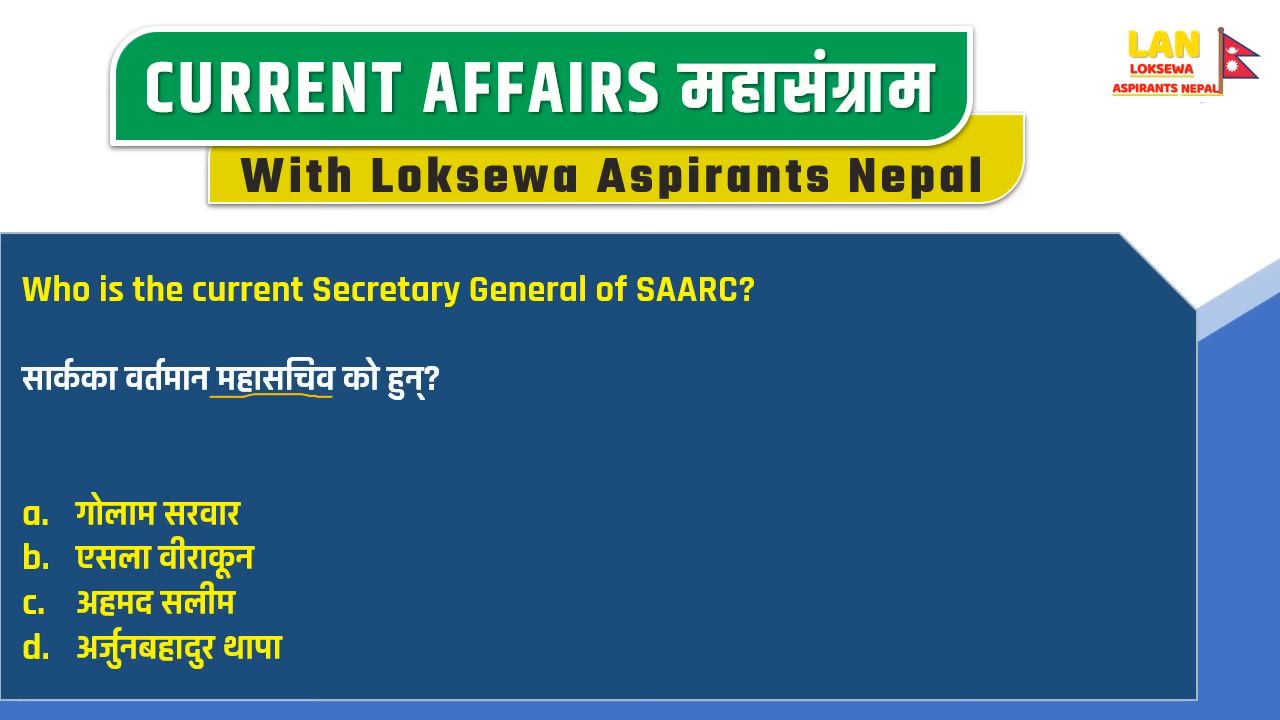 CURRENT AFFAIRS महासंग्राम
With Loksewa Aspirants Nepal
LAN
LOKSEWA
ASPIRANTS NEPAL
Who is the current Secretary General of SAARC?
सार्कका वर्तमान महासचिव को हुन्?
a. गोलाम सरवार
b. एसला वीराकून
c. अहमद सलीम
d. अर्जुनबहादुर थापा